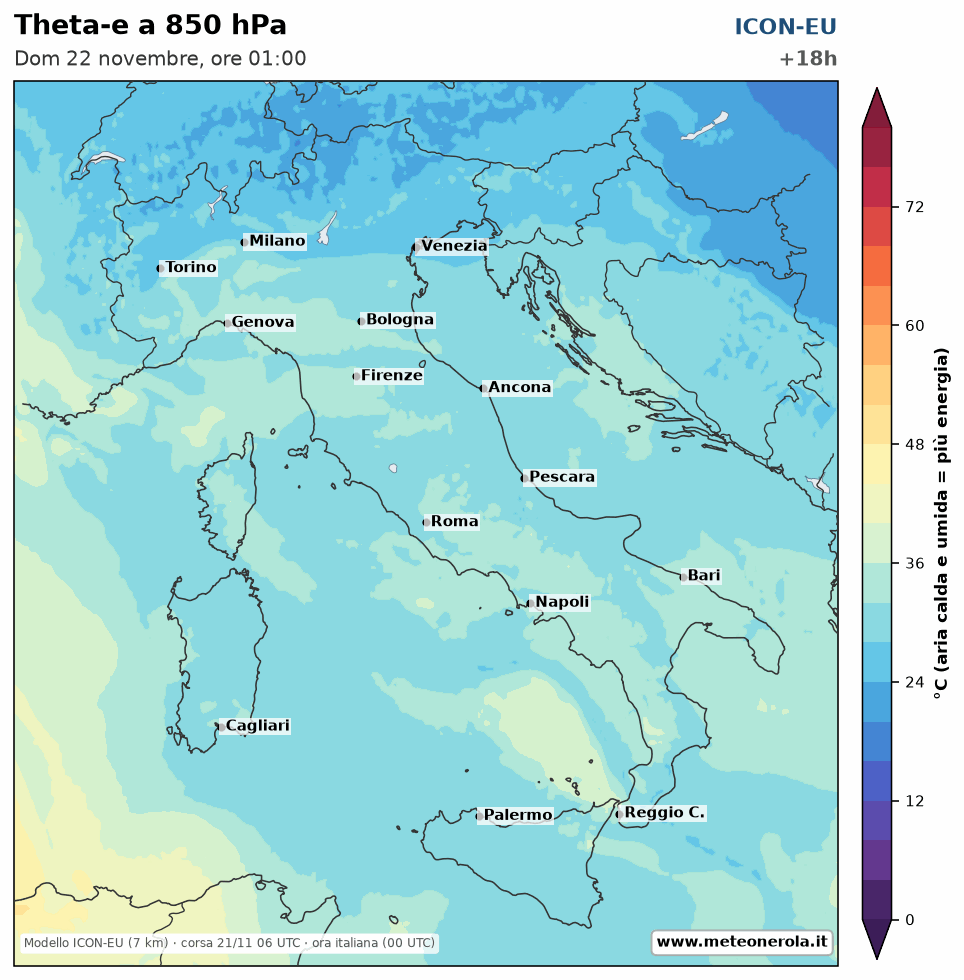 Theta-e a 850 hPa
ICON-EU
Dom 22 novembre, ore 01:00
+18h
Milano
Venezia
Torino
Genova
Bologna
Firenze
Ancona
Pescara
Roma
Bari
Napoli
Cagliari
Palermo
Reggio C.
72
60
48
36
24
12
0
°C (aria calda e umida = più energia)
Modello ICON-EU (7 km) · corsa 21/11 06 UTC · ora italiana (00 UTC)
www.meteonerola.it